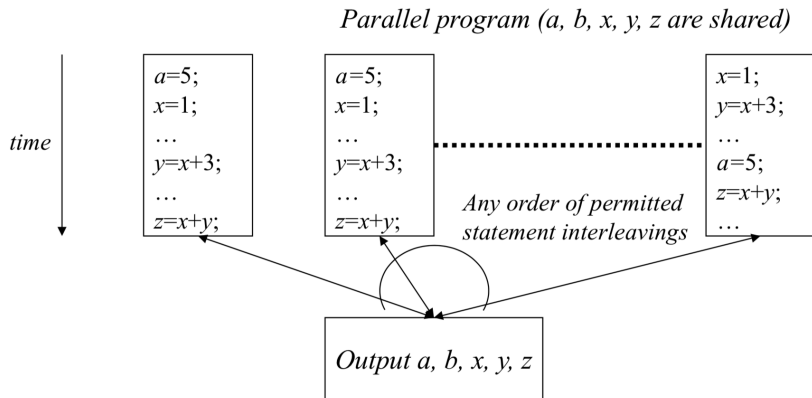 Parallel program (a, b, x, y, z are shared)
time
a=5;
x=1;
…
y=x+3;
…
z=x+y;
a=5;
x=1;
…
y=x+3;
…
z=x+y;
x=1;
y=x+3;
…
a=5;
z=x+y;
…
Any order of permitted
statement interleavings
Output a, b, x, y, z